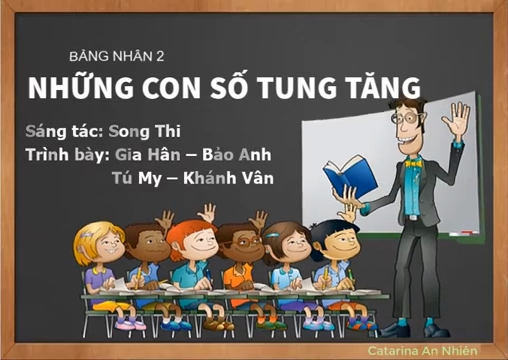 BẢNG NHÂN 2
NHỮNG CON SỐ TUNG TĂNG
Sáng tác: Song Thi
Trình bày: Gia Hân – Bảo Anh
Tú My – Khánh Vân
Catarina An Nhiên